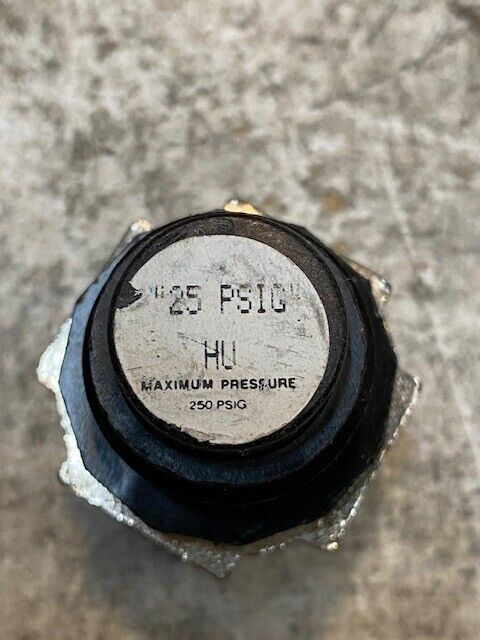 "25 PSIG"
HU
MAXIMUM PRESSURE
250 PSIG